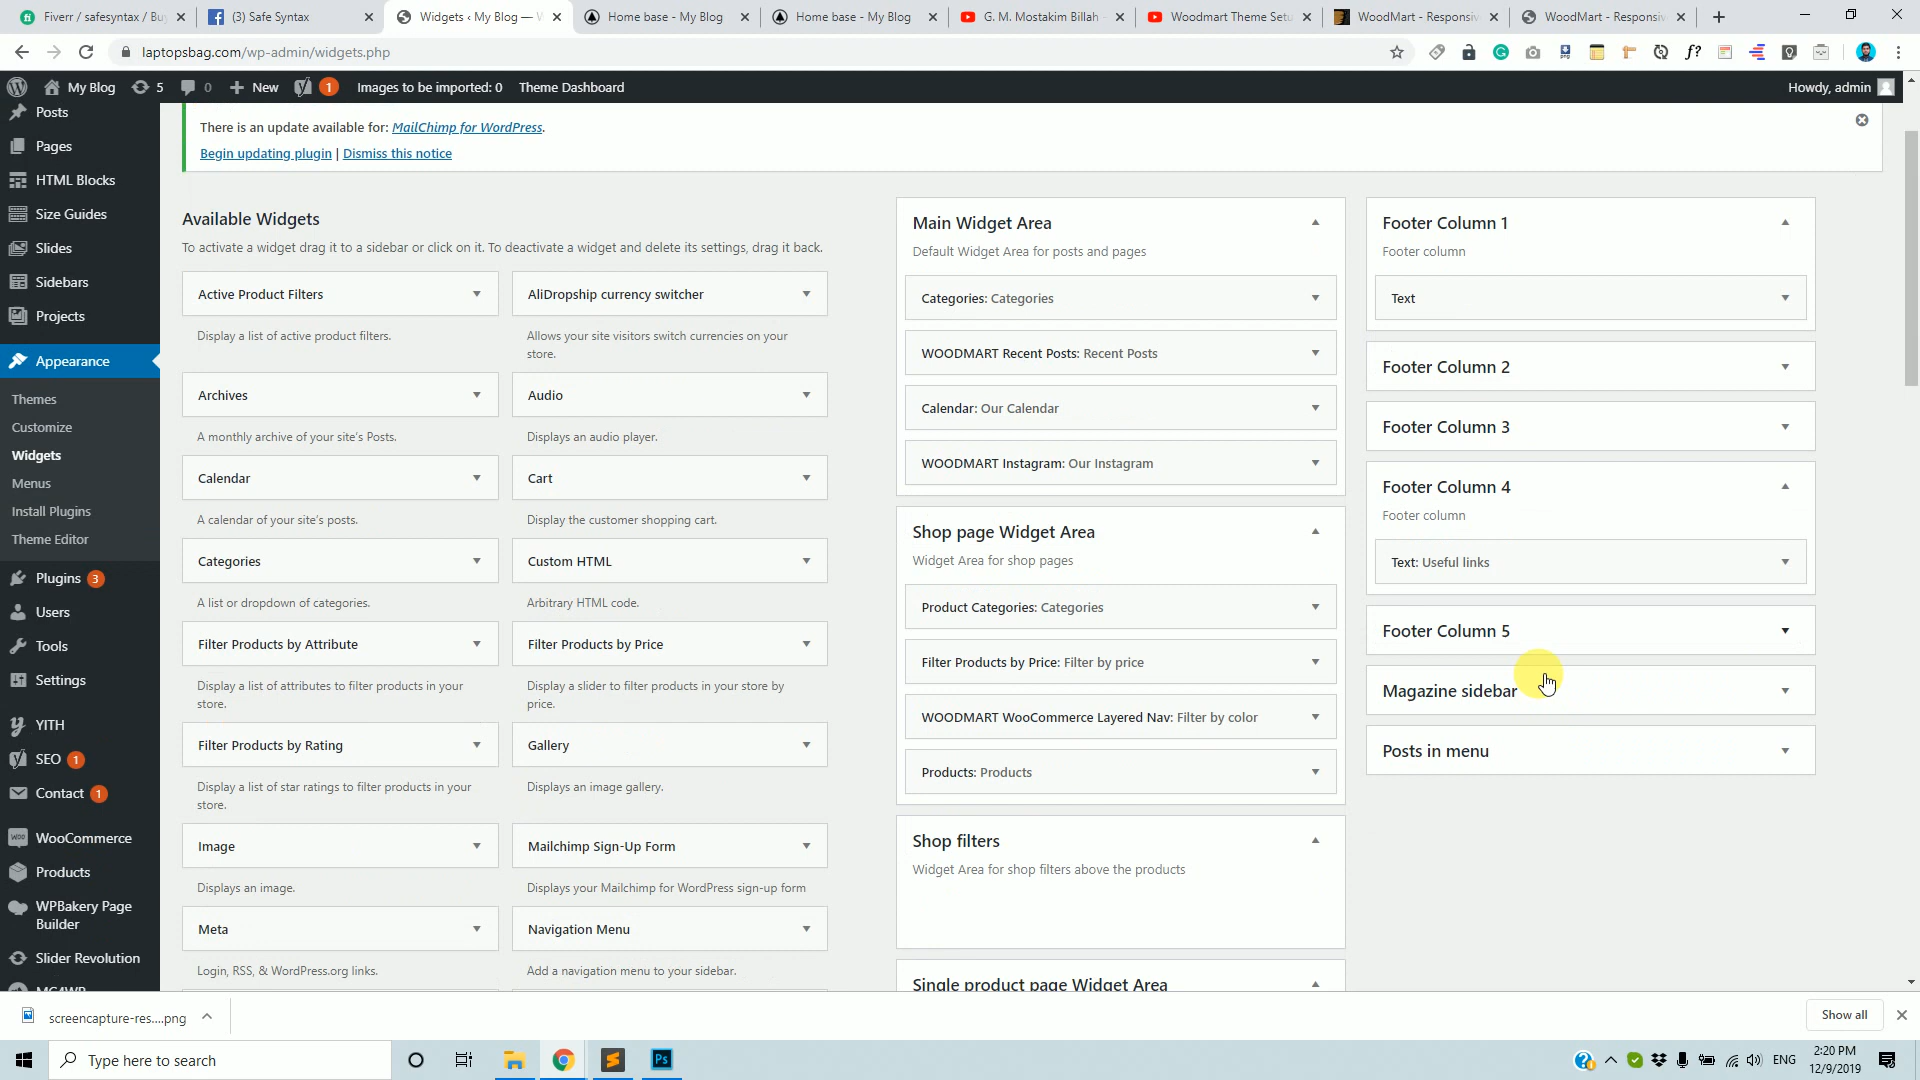 Fiverr / safesyntax / Bu
(3) Safe Syntax
Widgets ‹ My Blog — W
Home base - My Blog
Home base - My Blog
G. M. Mostakim Billah -
Woodmart Theme Setu
WoodMart - Responsiv
WoodMart - Responsiv
laptopsbag.com/wp-admin/widgets.php
f?
My Blog
5
0
New
1
Images to be imported: 0
Theme Dashboard
Howdy, admin
Posts
Pages
HTML Blocks
Size Guides
Slides
Sidebars
Projects
Appearance
Themes
Customize
Widgets
Menus
Install Plugins
Theme Editor
Plugins 3
Users
Tools
Settings
YITH
SEO 1
Contact 1
WooCommerce
Products
WPBakery Page
Builder
Slider Revolution
MC4WP
There is an update available for: MailChimp for WordPress.
Begin updating plugin | Dismiss this notice
Available Widgets
To activate a widget drag it to a sidebar or click on it. To deactivate a widget and delete its settings, drag it back.
Active Product Filters
Display a list of active product filters.
AliDropship currency switcher
Allows your site visitors switch currencies on your
store.
Archives
A monthly archive of your site's Posts.
Audio
Displays an audio player.
Calendar
A calendar of your site's posts.
Cart
Display the customer shopping cart.
Categories
A list or dropdown of categories.
Custom HTML
Arbitrary HTML code.
Filter Products by Attribute
Display a list of attributes to filter products in your
store.
Filter Products by Price
Display a slider to filter products in your store by
price.
Filter Products by Rating
Display a list of star ratings to filter products in your
store.
Gallery
Displays an image gallery.
Image
Displays an image.
Mailchimp Sign-Up Form
Displays your Mailchimp for WordPress sign-up form
Meta
Login, RSS, & WordPress.org links.
Navigation Menu
Add a navigation menu to your sidebar.
Main Widget Area
Default Widget Area for posts and pages
Categories: Categories
WOODMART Recent Posts: Recent Posts
Calendar: Our Calendar
WOODMART Instagram: Our Instagram
Shop page Widget Area
Widget Area for shop pages
Product Categories: Categories
Filter Products by Price: Filter by price
WOODMART WooCommerce Layered Nav: Filter by color
Products: Products
Shop filters
Widget Area for shop filters above the products
Single product page Widget Area
Footer Column 1
Footer column
Text
Footer Column 2
Footer Column 3
Footer Column 4
Footer column
Text: Useful links
Footer Column 5
Magazine sidebar
Posts in menu
screencapture-res....png
Show all
Type here to search
Ps
ENG
2:20 PM
12/9/2019